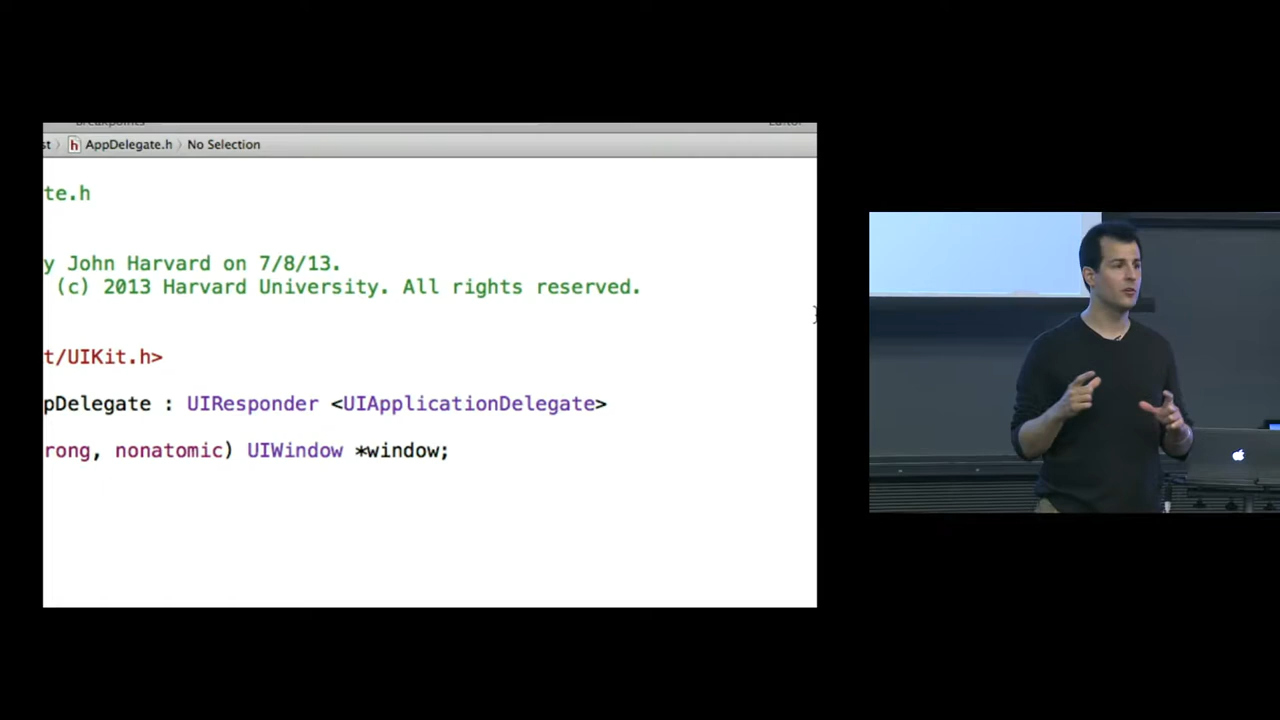 st 〉 h AppDelegate.h 〉 No Selection
te.h
y John Harvard on 7/8/13.
(c) 2013 Harvard University. All rights reserved.
}
t/UIKit.h>
pDelegate : UIResponder <UIApplicationDelegate>
rong, nonatomic) UIWindow *window;